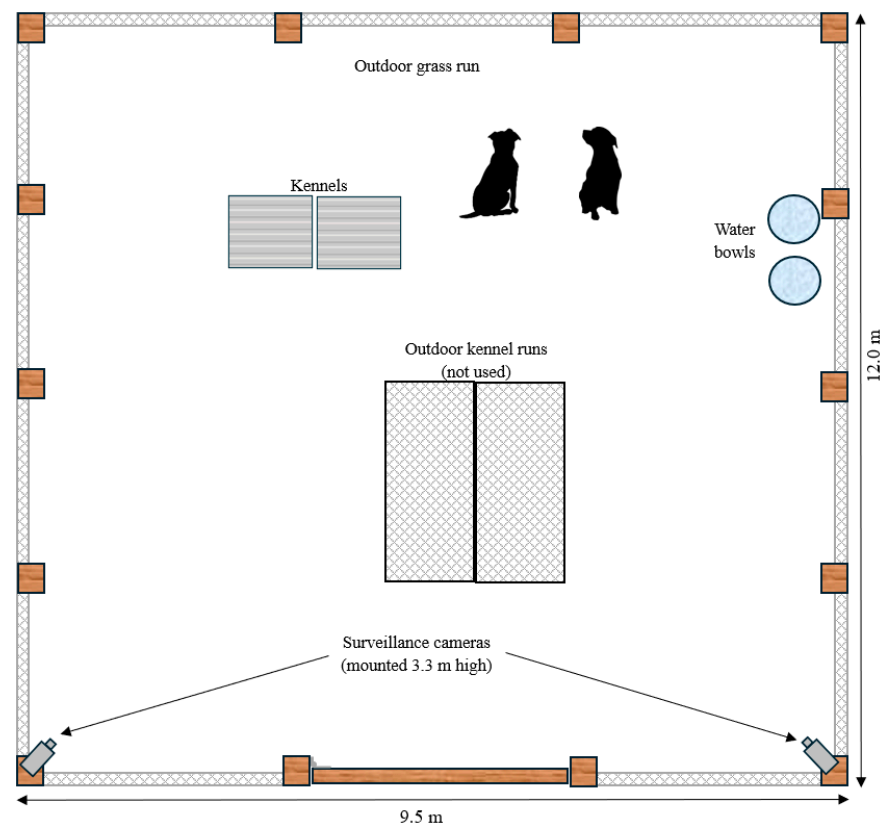 Outdoor grass run
Kennels
Water
bowls
Outdoor kennel runs
(not used)
12.0 m
Surveillance cameras
(mounted 3.3 m high)
9.5 m